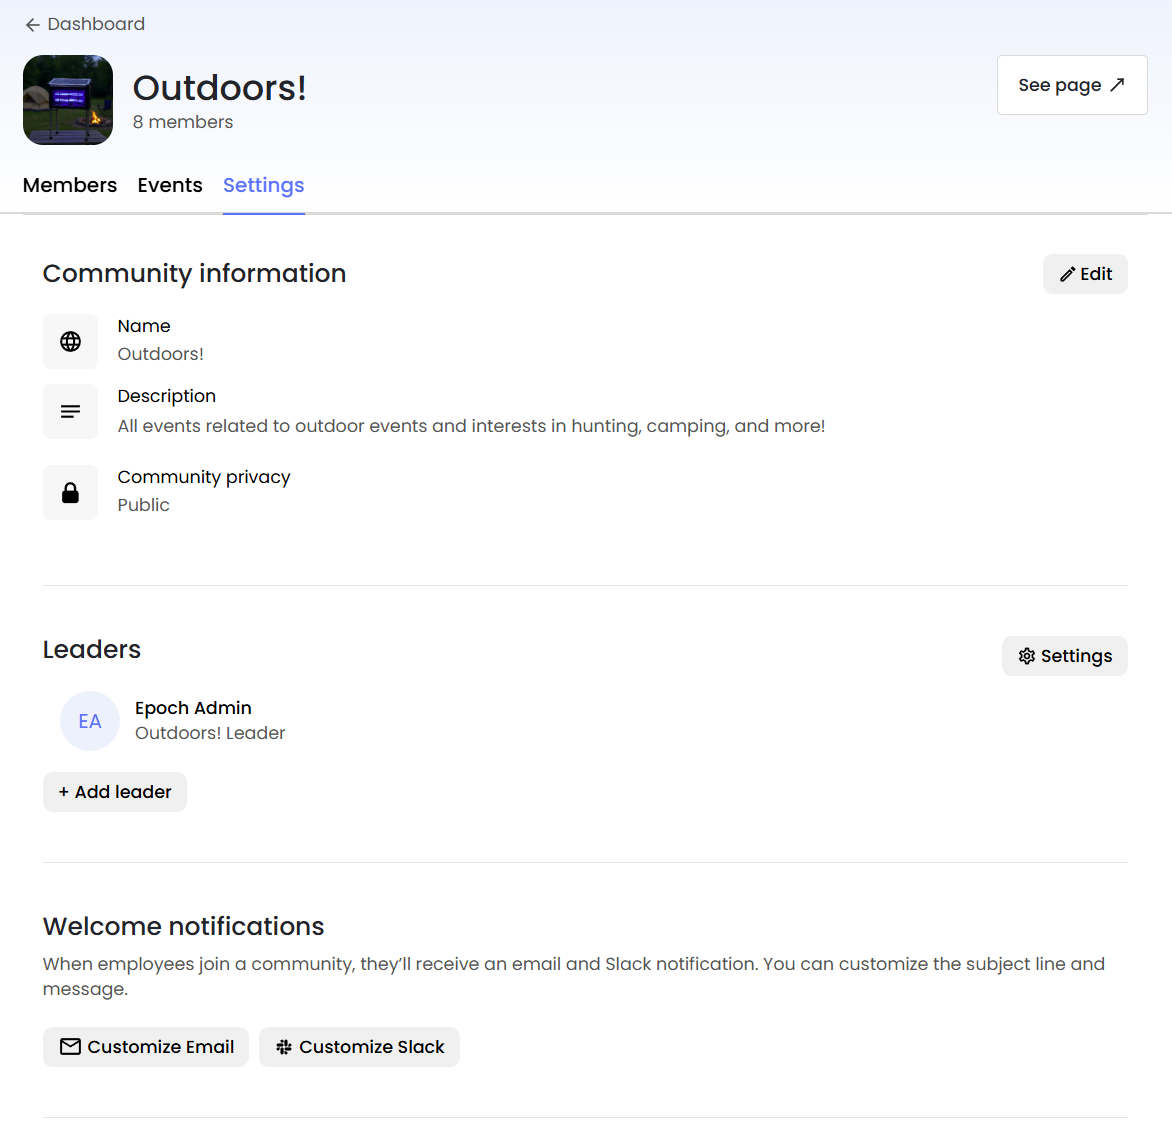 Dashboard
Outdoors!
8 members
See page
Members Events Settings
Community information
Edit
Name
Outdoors!
Description
All events related to outdoor events and interests in hunting, camping, and more!
Community privacy
Public
Leaders
Settings
EA
Epoch Admin
Outdoors! Leader
+ Add leader
Welcome notifications
When employees join a community, they’ll receive an email and Slack notification. You can customize the subject line and
message.
Customize Email Customize Slack